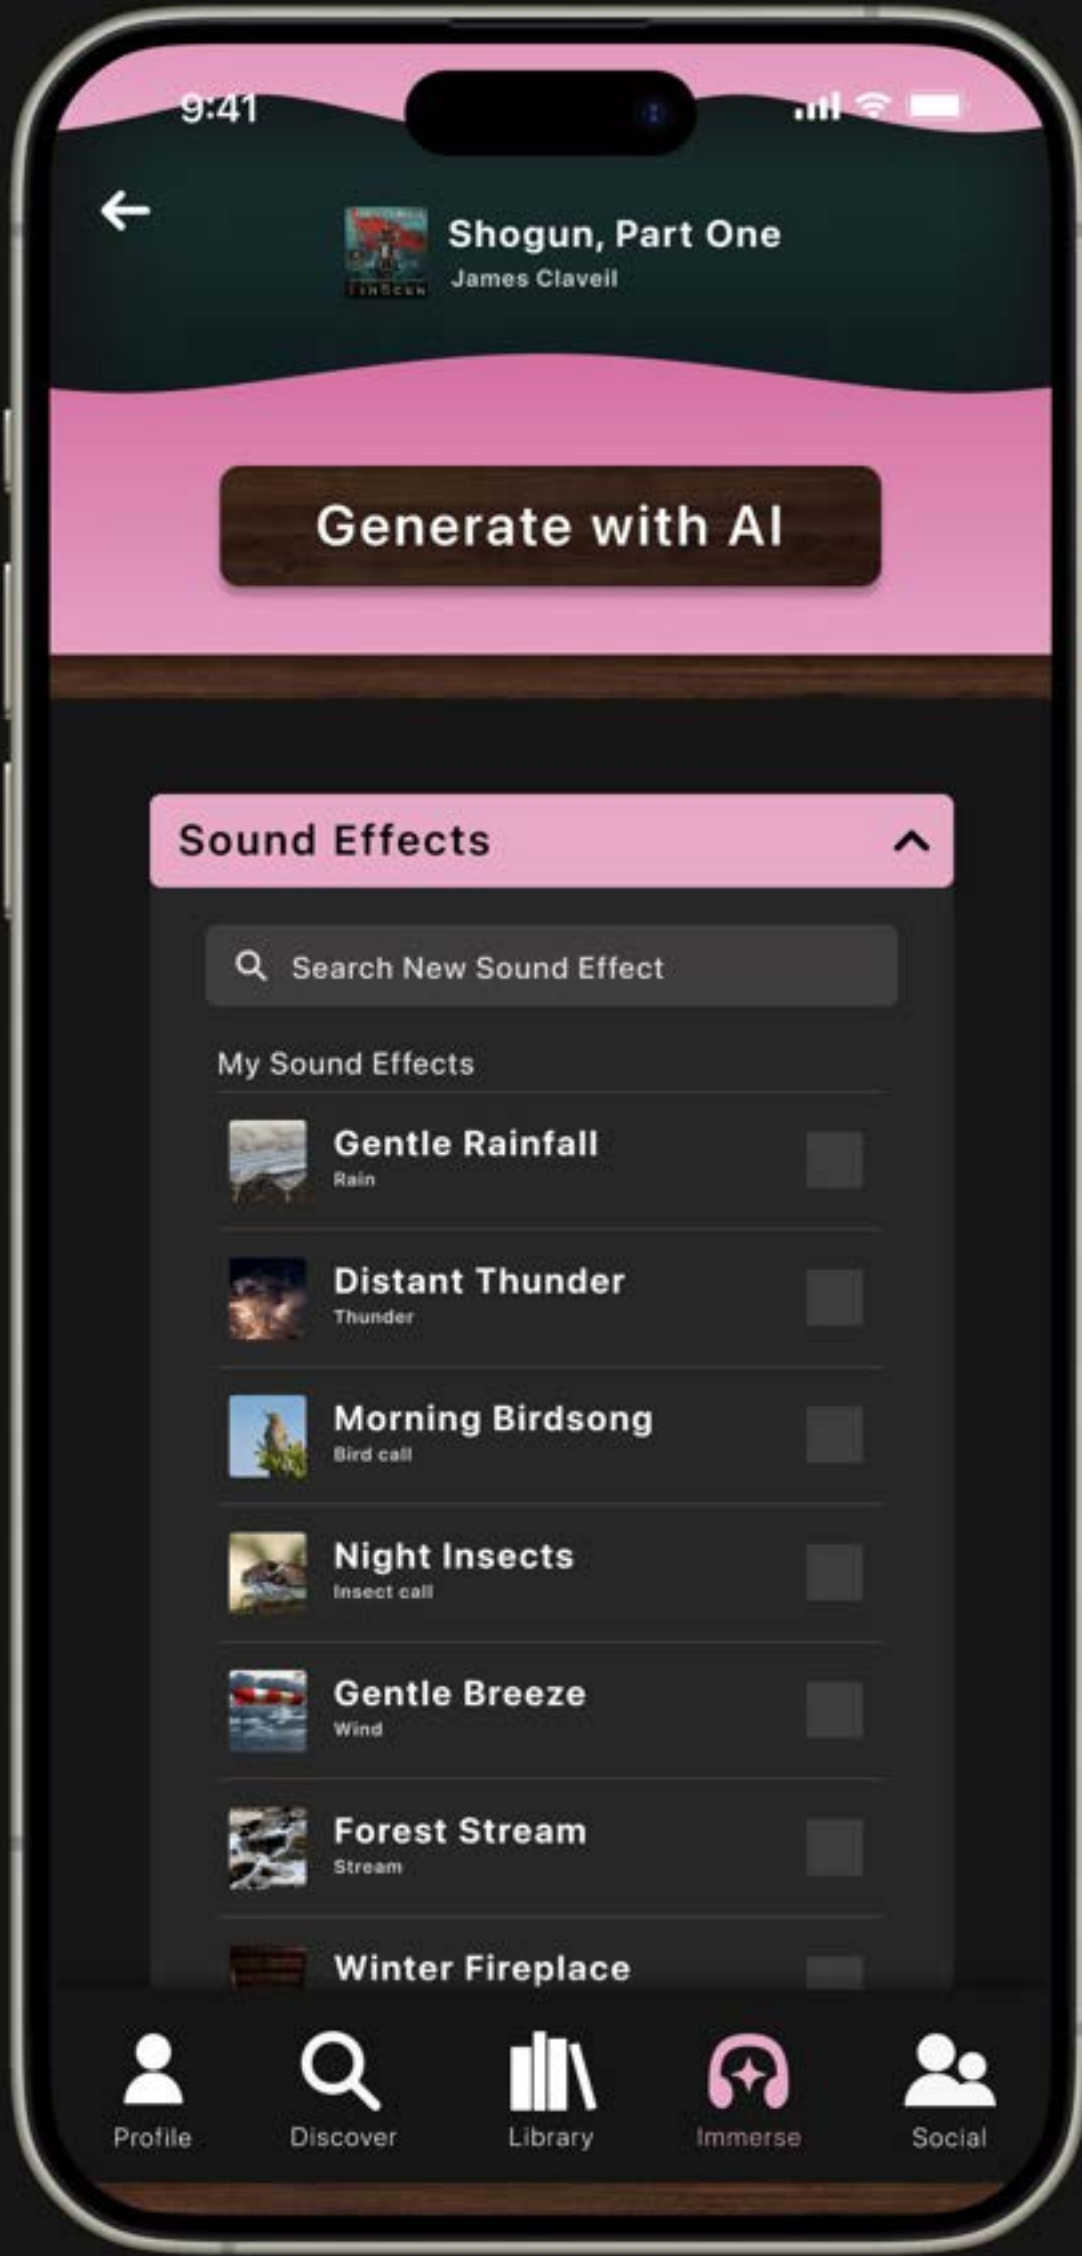 9:41
Shogun, Part One
James Clavell
Generate with AI
Sound Effects
Search New Sound Effect
My Sound Effects
Gentle Rainfall
Rain
Distant Thunder
Thunder
Morning Birdsong
Bird call
Night Insects
Insect call
Gentle Breeze
Wind
Forest Stream
Stream
Winter Fireplace
Profile
Discover
Library
Immerse
Social